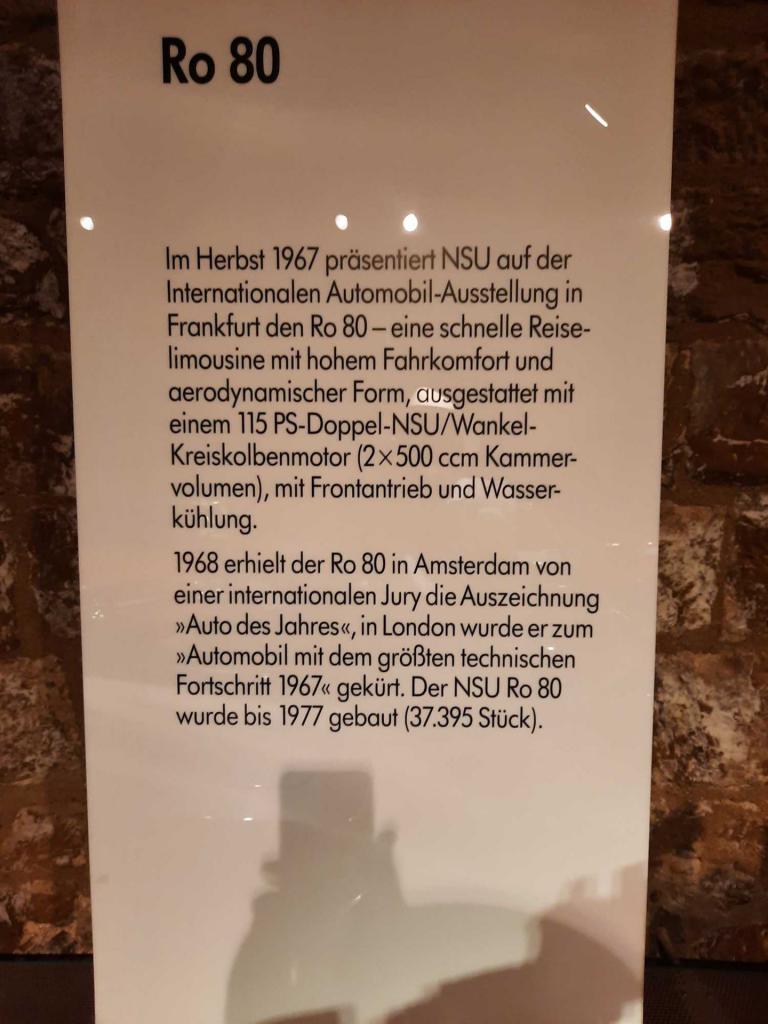 Ro 80
Im Herbst 1967 präsentiert NSU auf der
Internationalen Automobil-Ausstellung in
Frankfurt den Ro 80 – eine schnelle Reise-
limousine mit hohem Fahrkomfort und
aerodynamischer Form, ausgestattet mit
einem 115 PS-Doppel-NSU/Wankel-
Kreiskolbenmotor (2×500 ccm Kammer-
volumen), mit Frontantrieb und Wasser-
kühlung.
1968 erhielt der Ro 80 in Amsterdam von
einer internationalen Jury die Auszeichnung
»Auto des Jahres«, in London wurde er zum
»Automobil mit dem größten technischen
Fortschritt 1967« gekürt. Der NSU Ro 80
wurde bis 1977 gebaut (37.395 Stück).